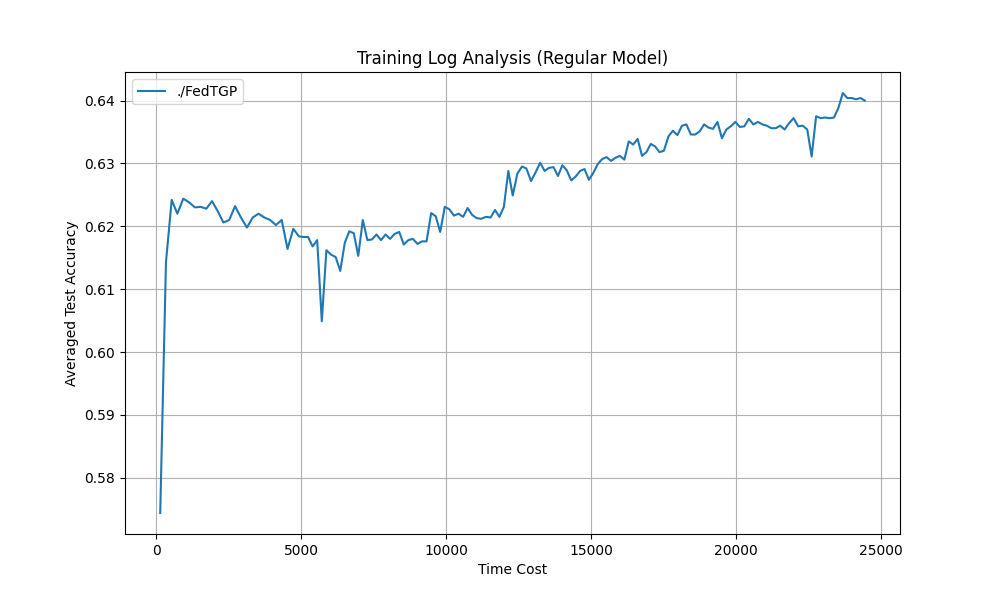 Training Log Analysis (Regular Model)
./FedTGP
0.64
0.63
0.62
0.61
0.60
0.59
0.58
Averaged Test Accuracy
0 5000 10000 15000 20000 25000
Time Cost